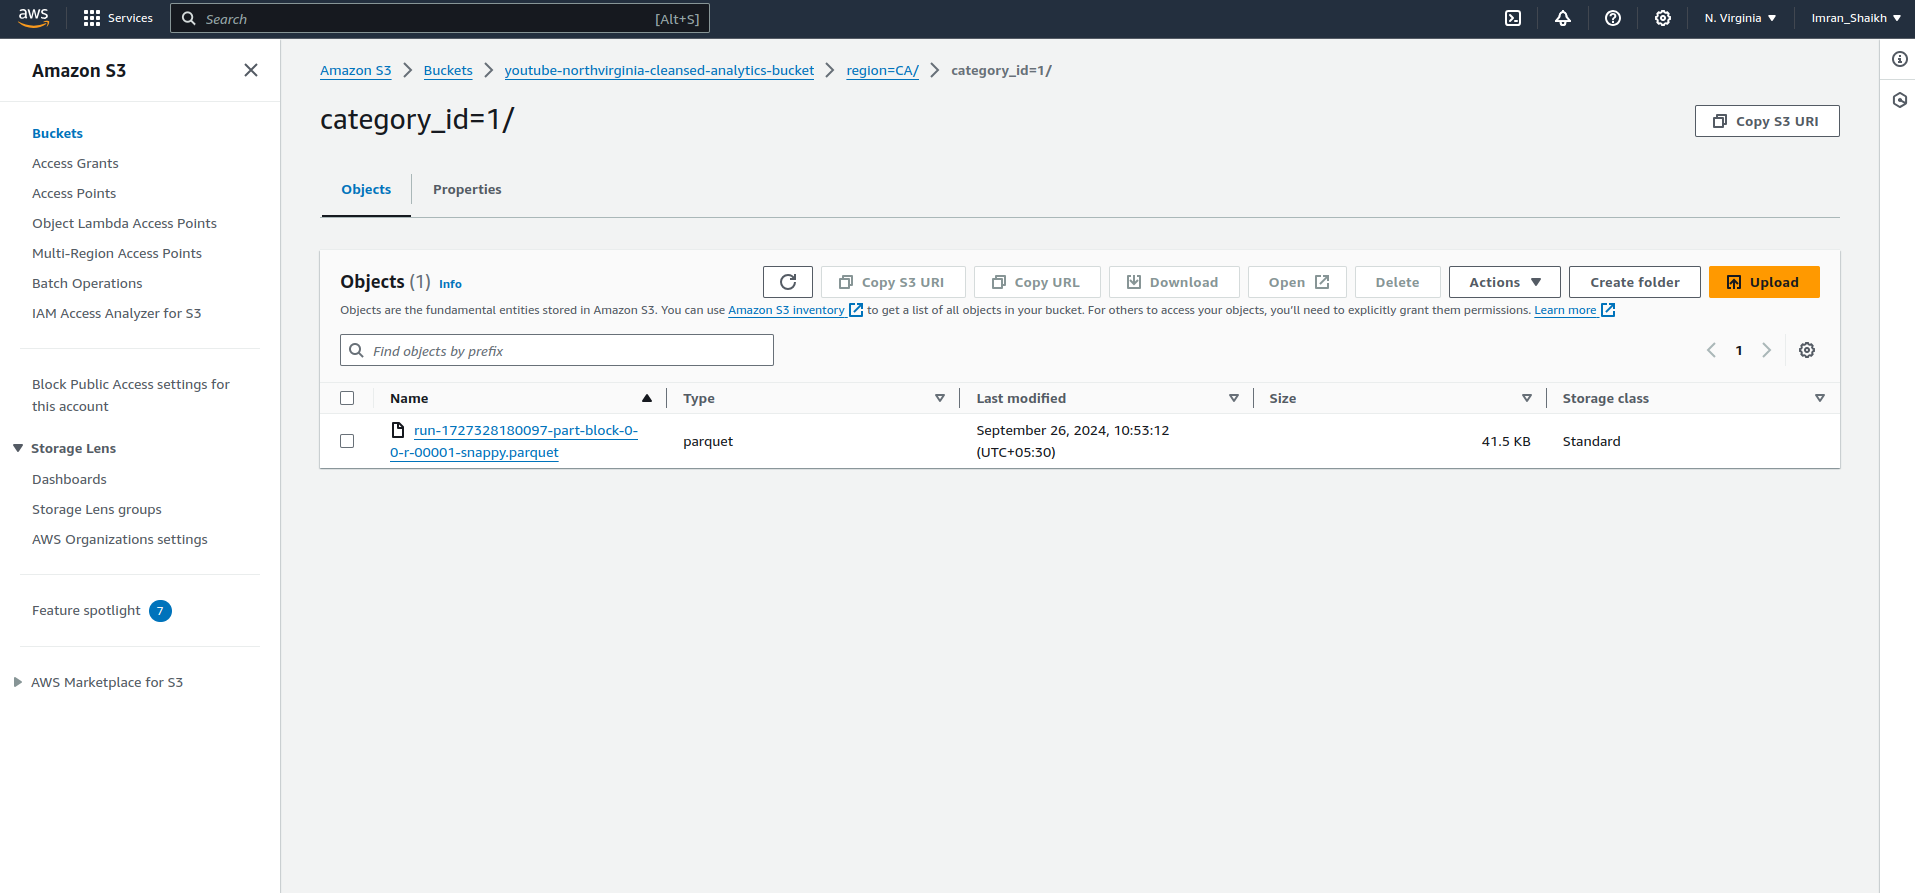 aws
Services
Search
[Alt+S]
N. Virginia
Imran_Shaikh
Amazon S3
Buckets
Access Grants
Access Points
Object Lambda Access Points
Multi-Region Access Points
Batch Operations
IAM Access Analyzer for S3
Block Public Access settings for
this account
Storage Lens
Dashboards
Storage Lens groups
AWS Organizations settings
Feature spotlight 7
AWS Marketplace for S3
Amazon S3 Buckets youtube-northvirginia-cleansed-analytics-bucket region=CA/ category_id=1/
category_id=1/
Copy S3 URI
Objects Properties
Objects (1) Info
Copy S3 URI Copy URL Download Open Delete Actions Create folder Upload
Objects are the fundamental entities stored in Amazon S3. You can use Amazon S3 inventory to get a list of all objects in your bucket. For others to access your objects, you'll need to explicitly grant them permissions. Learn more
Find objects by prefix
1
Name Type Last modified Size Storage class
run-1727328180097-part-block-0-
0-r-00001-snappy.parquet
parquet
September 26, 2024, 10:53:12
(UTC+05:30)
41.5 KB
Standard